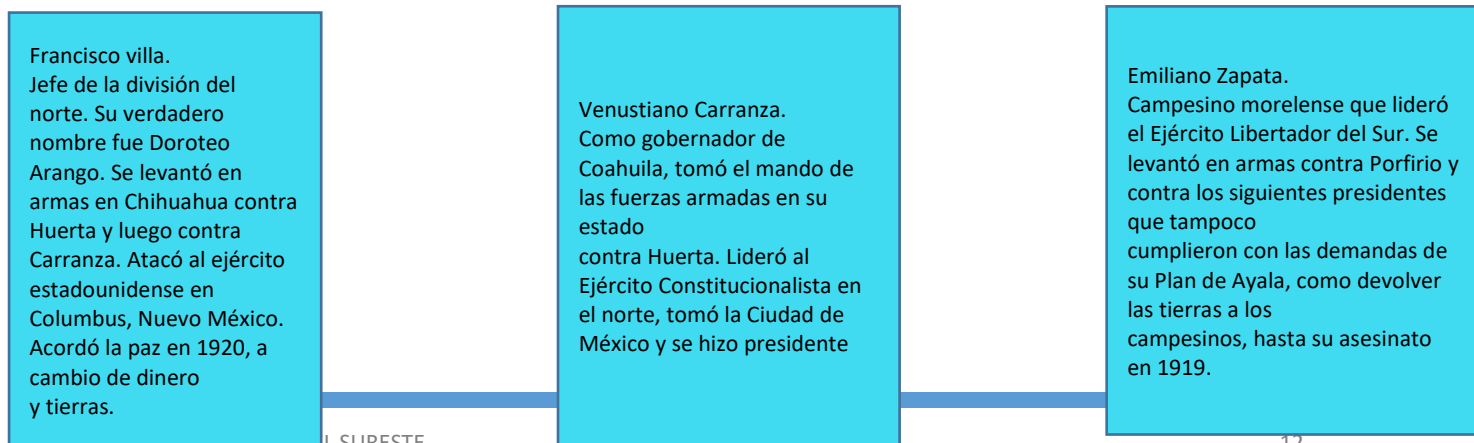 Francisco villa.
Jefe de la división del
norte. Su verdadero
nombre fue Doroteo
Arango. Se levantó en
armas en Chihuahua contra
Huerta y luego contra
Carranza. Atacó al ejército
estadounidense en
Columbus, Nuevo México.
Acordó la paz en 1920, a
cambio de dinero
y tierras.
Venustiano Carranza.
Como gobernador de
Coahuila, tomó el mando de
las fuerzas armadas en su
estado
contra Huerta. Lideró al
Ejército Constitucionalista en
el norte, tomó la Ciudad de
México y se hizo presidente
Emiliano Zapata.
Campesino morelense que lideró
el Ejército Libertador del Sur. Se
levantó en armas contra Porfirio y
contra los siguientes presidentes
que tampoco
cumplieron con las demandas de
su Plan de Ayala, como devolver
las tierras a los
campesinos, hasta su asesinato
en 1919.
SURESTE
12